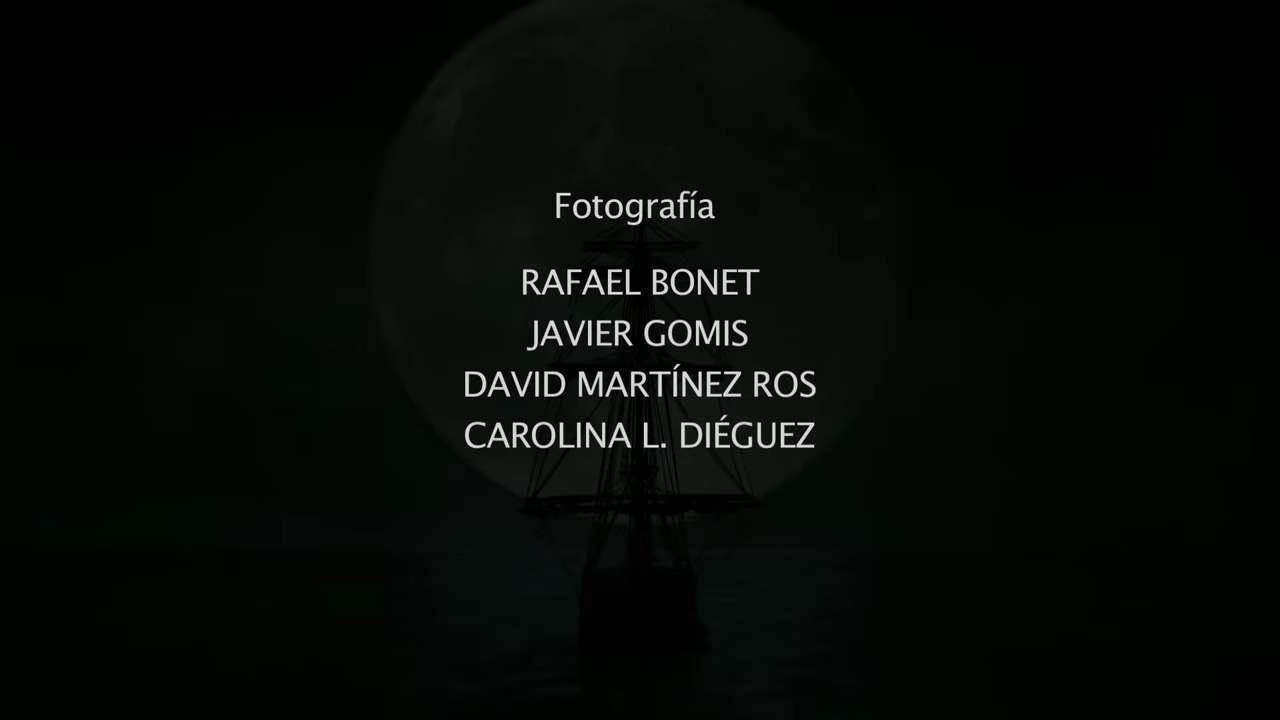 Fotografía
RAFAEL BONET
JAVIER GOMIS
DAVID MARTÍNEZ ROS
CAROLINA L. DIÉGUEZ